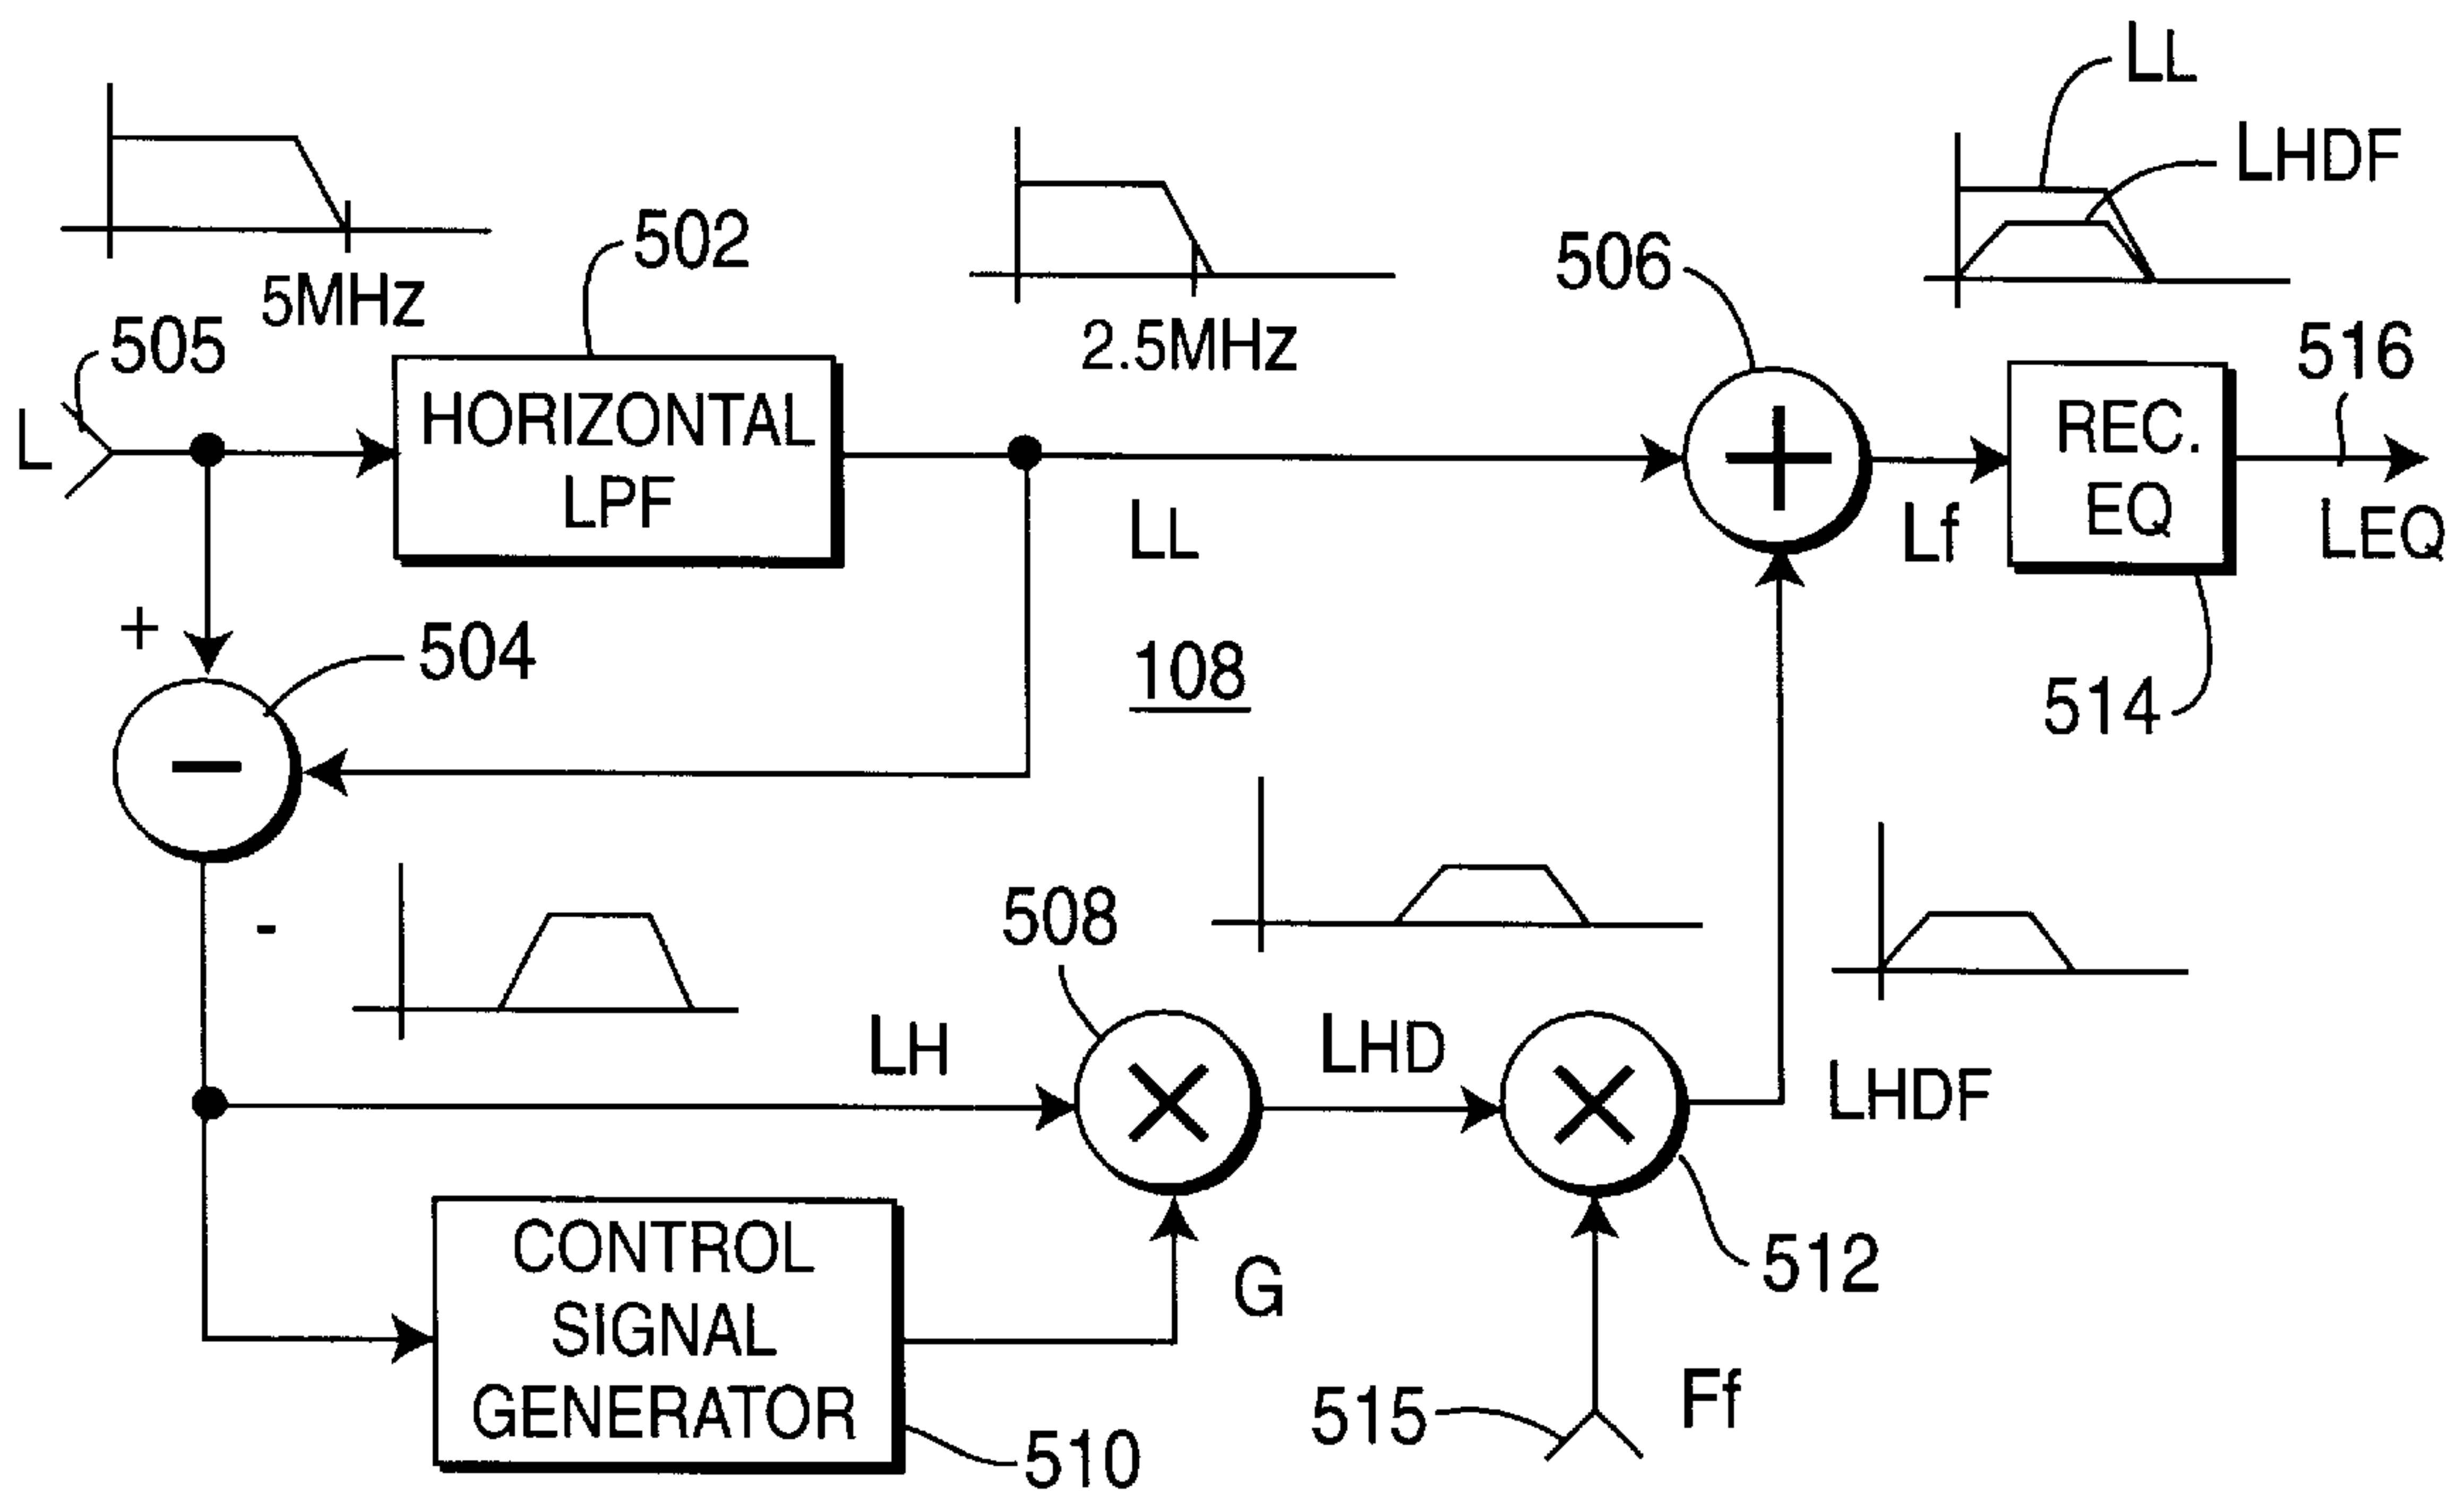 LL
LHDF
5MHz
502
2.5MHz
506
505
516
L
HORIZONTAL
LPF
LL
+
Lf
REC.
EQ
LEQ
+
504
108
514
−
-
508
LH
×
LHD
×
LHDF
CONTROL
SIGNAL
GENERATOR
G
512
510
515
Ff